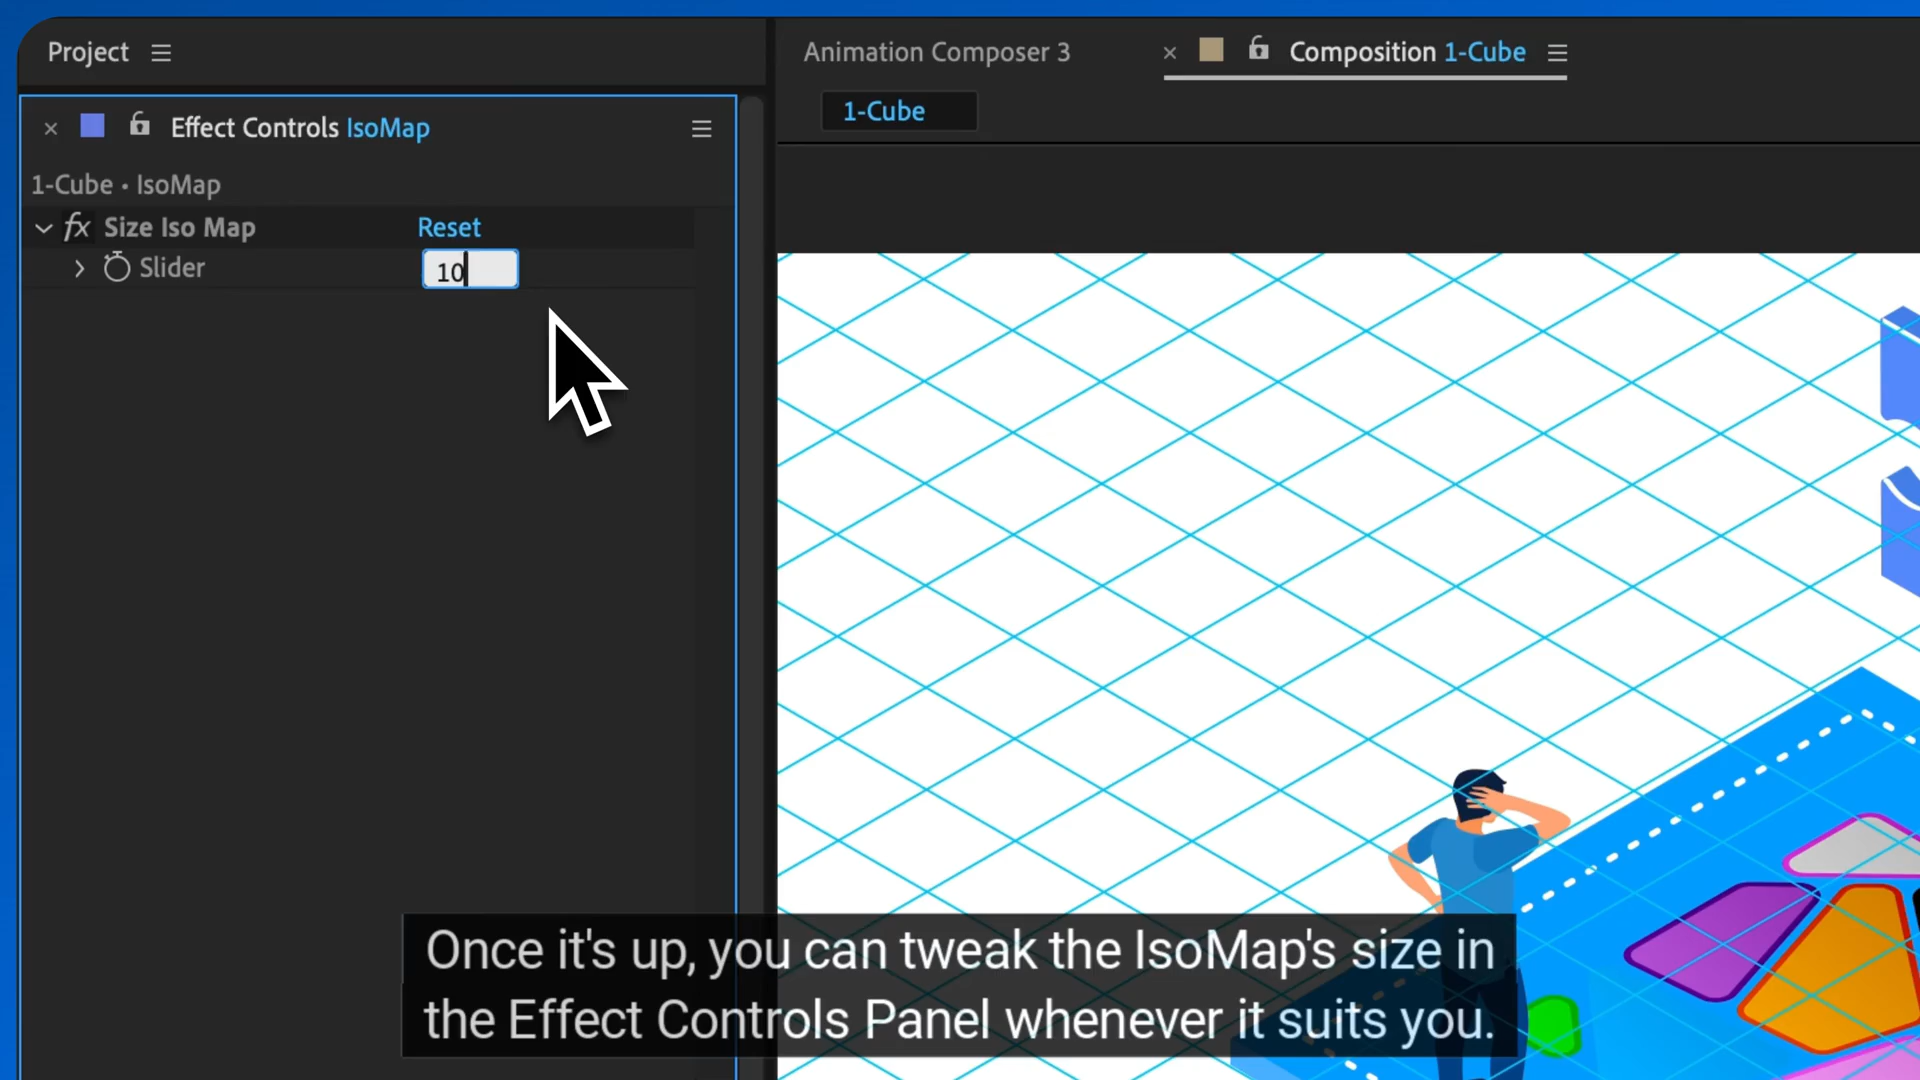 Project
Animation Composer 3
Composition 1-Cube
1-Cube
Effect Controls IsoMap
1-Cube • IsoMap
fx Size Iso Map Reset
Slider 10
Once it's up, you can tweak the IsoMap's size in
the Effect Controls Panel whenever it suits you.